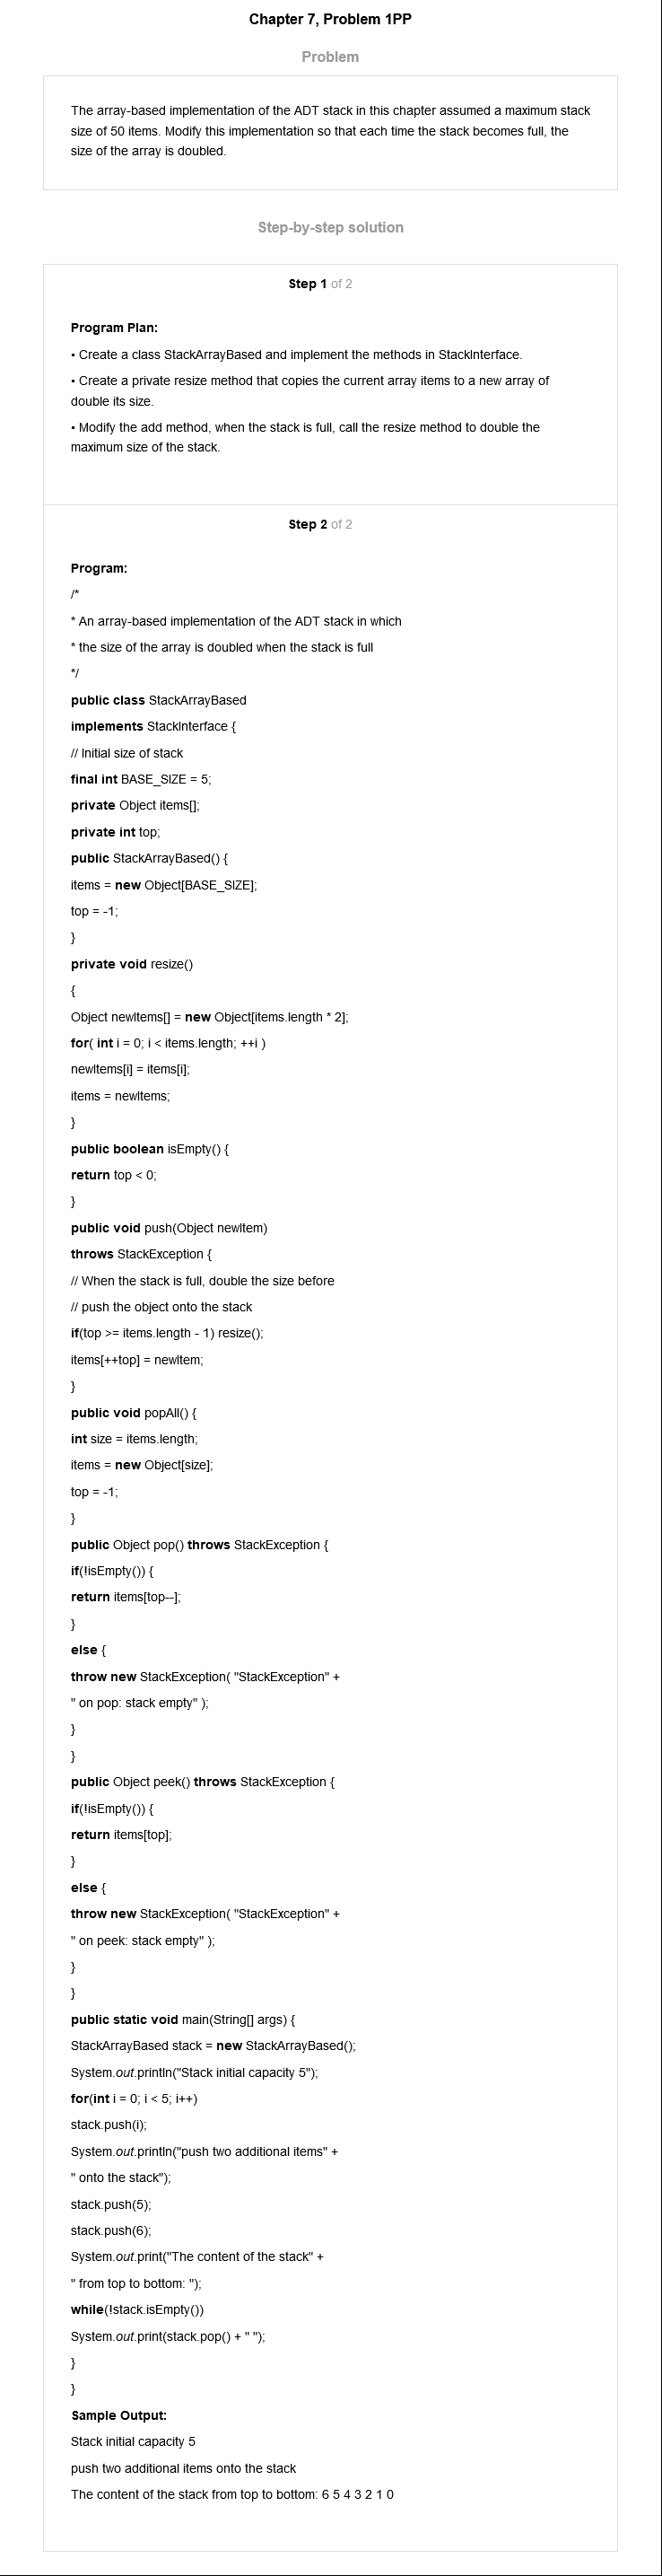 Chapter 7, Problem 1PP
Problem
The array-based implementation of the ADT stack in this chapter assumed a maximum stack
size of 50 items. Modify this implementation so that each time the stack becomes full, the
size of the array is doubled.
Step-by-step solution
Step 1 of 2
Program Plan:
• Create a class StackArrayBased and implement the methods in StackInterface.
• Create a private resize method that copies the current array items to a new array of
double its size.
• Modify the add method, when the stack is full, call the resize method to double the
maximum size of the stack.
Step 2 of 2
Program:
/*
* An array-based implementation of the ADT stack in which
* the size of the array is doubled when the stack is full
*/
public class StackArrayBased
implements StackInterface {
// Initial size of stack
final int BASE_SIZE = 5;
private Object items[];
private int top;
public StackArrayBased() {
items = new Object[BASE_SIZE];
top = -1;
}
private void resize()
{
Object newItems[] = new Object[items.length * 2];
for( int i = 0; i < items.length; ++i )
newItems[i] = items[i];
items = newItems;
}
public boolean isEmpty() {
return top < 0;
}
public void push(Object newItem)
throws StackException {
// When the stack is full, double the size before
// push the object onto the stack
if(top >= items.length - 1) resize();
items[++top] = newItem;
}
public void popAll() {
int size = items.length;
items = new Object[size];
top = -1;
}
public Object pop() throws StackException {
if(!isEmpty()) {
return items[top--];
}
else {
throw new StackException( "StackException" +
" on pop: stack empty" );
}
}
public Object peek() throws StackException {
if(!isEmpty()) {
return items[top];
}
else {
throw new StackException( "StackException" +
" on peek: stack empty" );
}
}
public static void main(String[] args) {
StackArrayBased stack = new StackArrayBased();
System.out.println("Stack initial capacity 5");
for(int i = 0; i < 5; i++)
stack.push(i);
System.out.println("push two additional items" +
" onto the stack");
stack.push(5);
stack.push(6);
System.out.print("The content of the stack" +
" from top to bottom: ");
while(!stack.isEmpty())
System.out.print(stack.pop() + " ");
}
}
Sample Output:
Stack initial capacity 5
push two additional items onto the stack
The content of the stack from top to bottom: 6 5 4 3 2 1 0